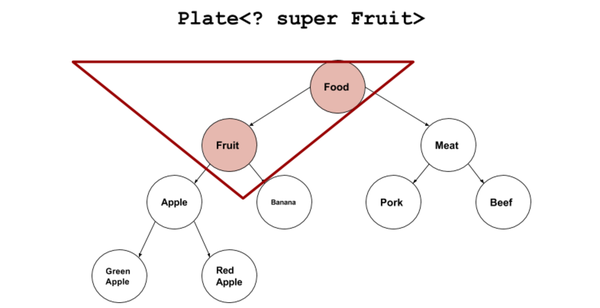 Plate<? super Fruit>
Food
Fruit
Meat
Apple
Banana
Pork
Beef
Green
Apple
Red
Apple